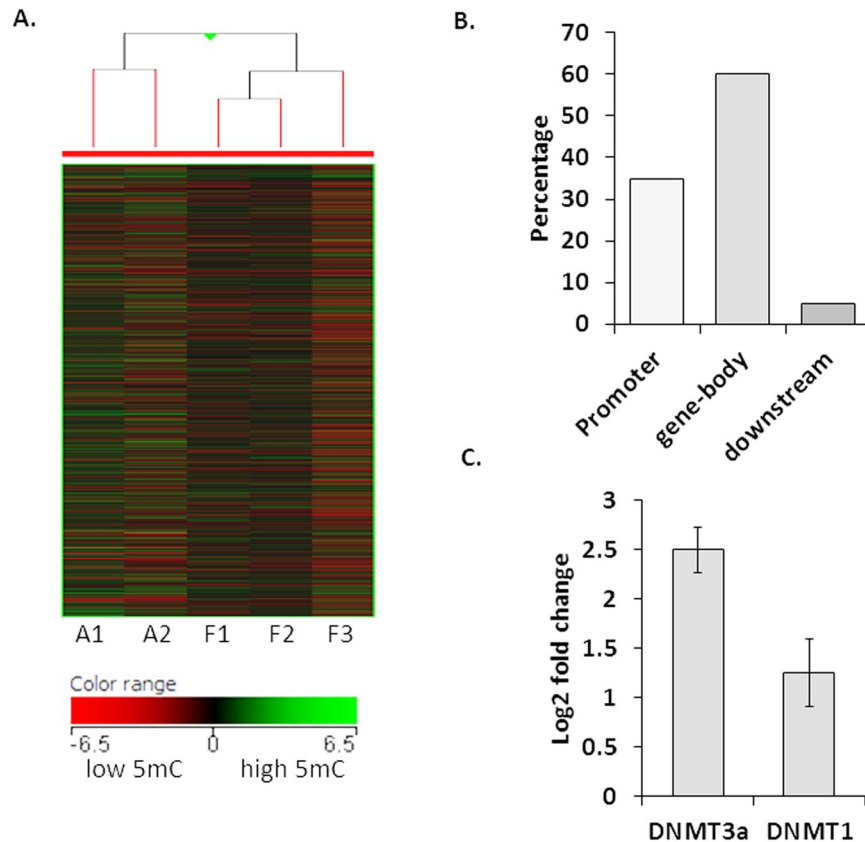 A.
A1 A2 F1 F2 F3
Color range
-6.5 0 6.5
low 5mC high 5mC
B.
Percentage
70
60
50
40
30
20
10
0
Promoter
gene-body
downstream
C.
Log2 fold change
3
2.5
2
1.5
1
0.5
0
DNMT3a DNMT1